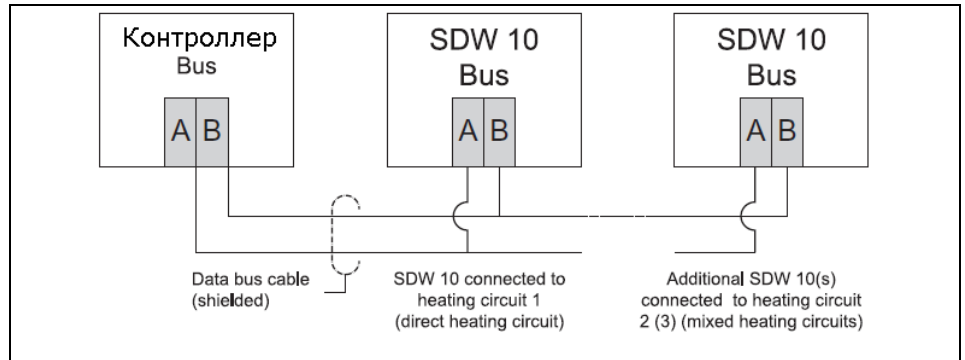 Контроллер
Bus
A B
SDW 10
Bus
A B
SDW 10
Bus
A B
Data bus cable
(shielded)
SDW 10 connected to
heating circuit 1
(direct heating circuit)
Additional SDW 10(s)
connected to heating circuit
2 (3) (mixed heating circuits)